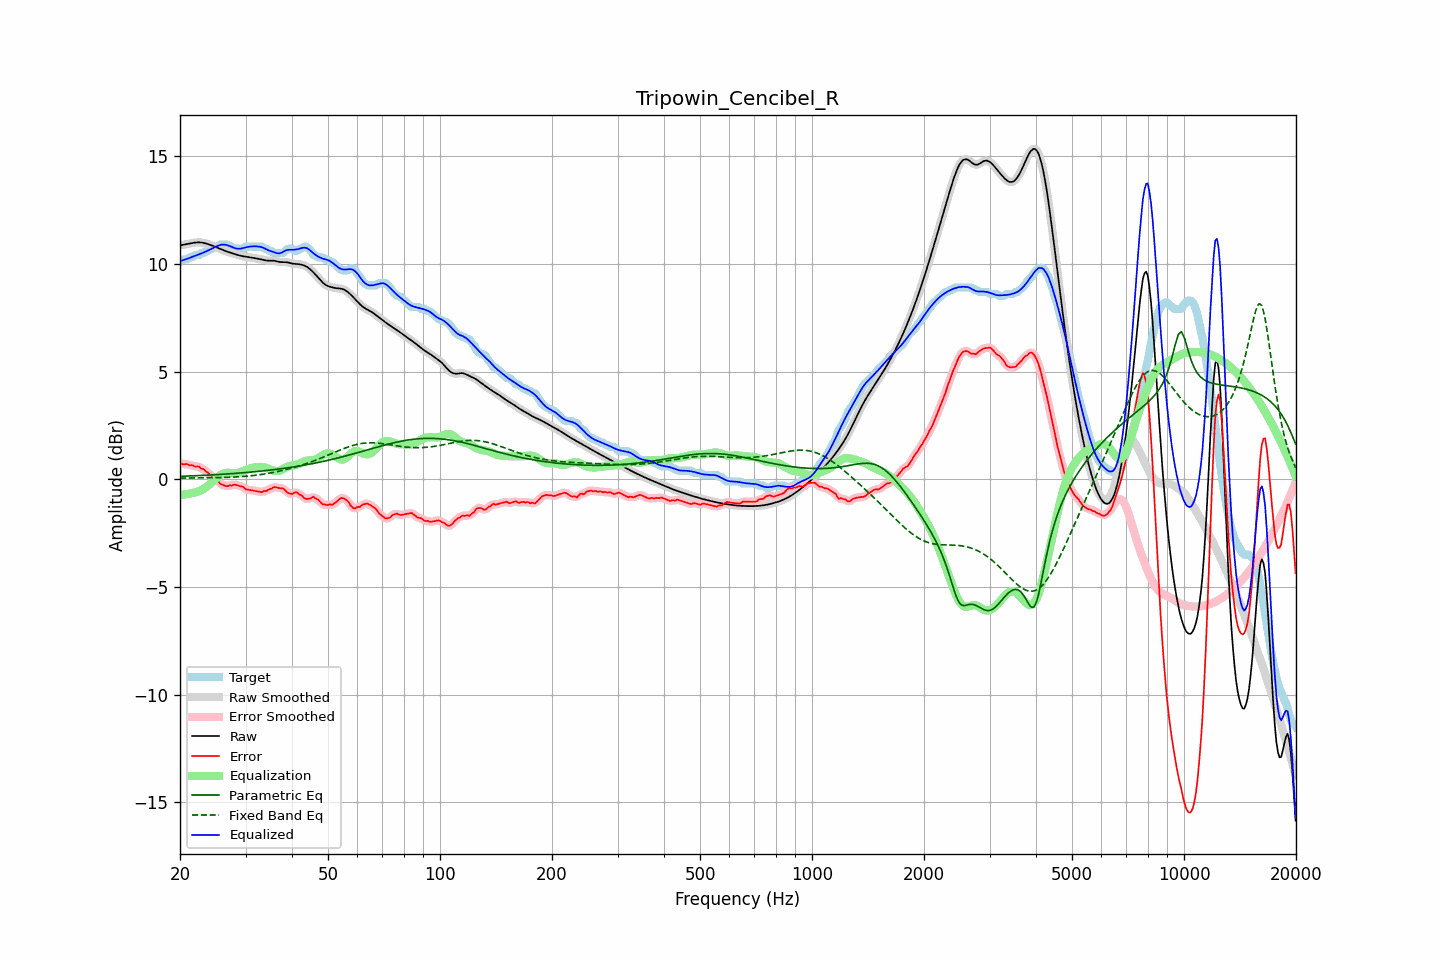 Tripowin_Cencibel_R
Amplitude (dBr)
15
10
5
0
−5
−10
−15
Target
Raw Smoothed
Error Smoothed
Raw
Error
Equalization
Parametric Eq
Fixed Band Eq
Equalized
20 50 100 200 500 1000 2000 5000 10000 20000
Frequency (Hz)